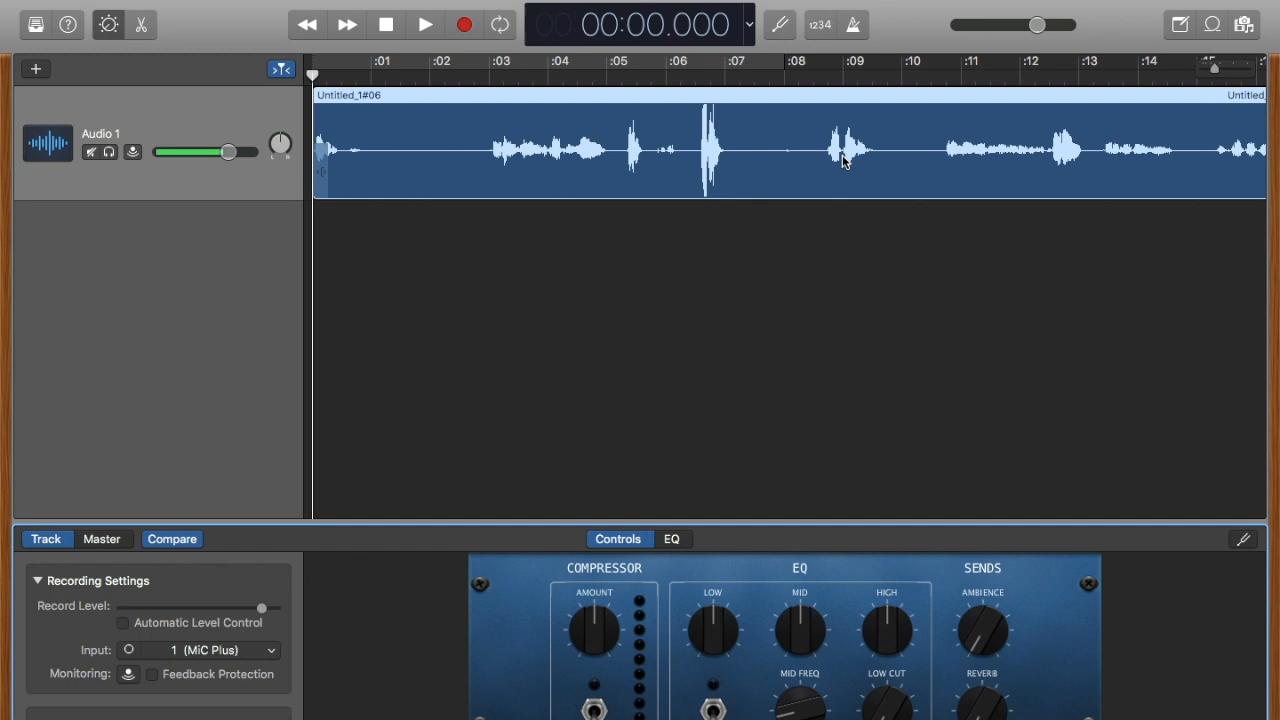 1234
00:00.000
:01 :02 :03 :04 :05 :06 :07 :08 :09 :10 :11 :12 :13 :14
Untitled_1#06 Untitled
Audio 1
L R
Track Master Compare Controls EQ
Recording Settings
Record Level:
Automatic Level Control
Input: 1 (MiC Plus)
Monitoring: Feedback Protection
COMPRESSOR EQ SENDS
AMOUNT LOW MID HIGH AMBIENCE
MID FREQ LOW CUT REVERB